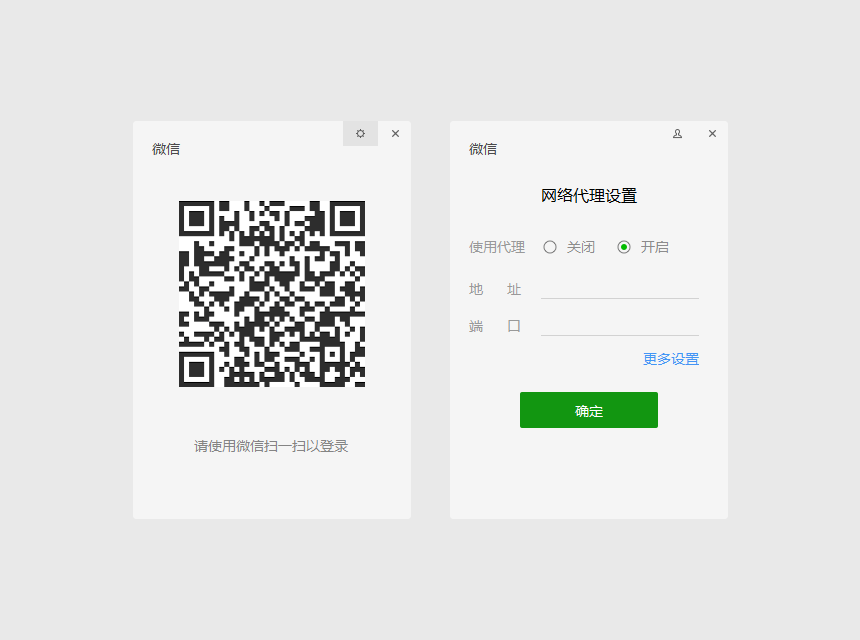 微信
请使用微信扫一扫以登录
微信
网络代理设置
使用代理 关闭 开启
地 址
端 口
更多设置
确定